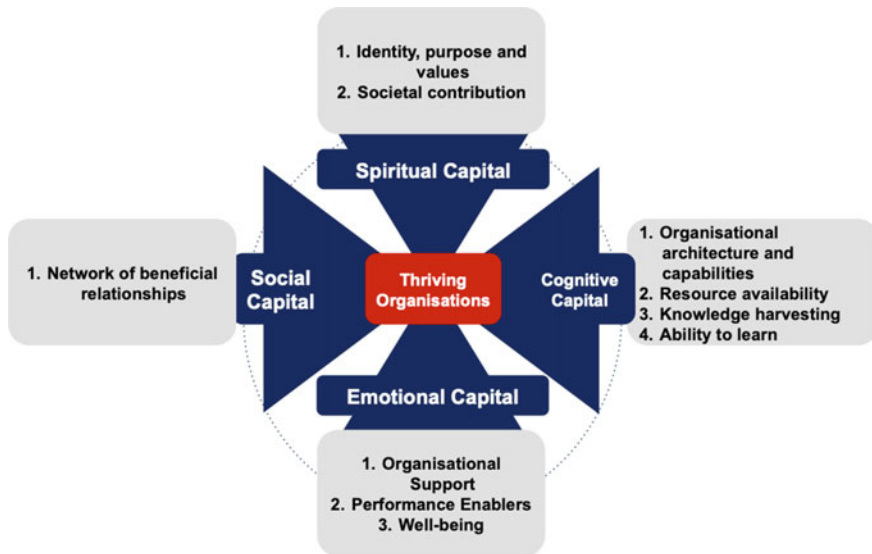 1. Identity, purpose and
values
2. Societal contribution
Spiritual Capital
1. Network of beneficial
relationships
Social
Capital
Thriving
Organisations
Cognitive
Capital
1. Organisational
architecture and
capabilities
2. Resource availability
3. Knowledge harvesting
4. Ability to learn
Emotional Capital
1. Organisational
Support
2. Performance Enablers
3. Well-being